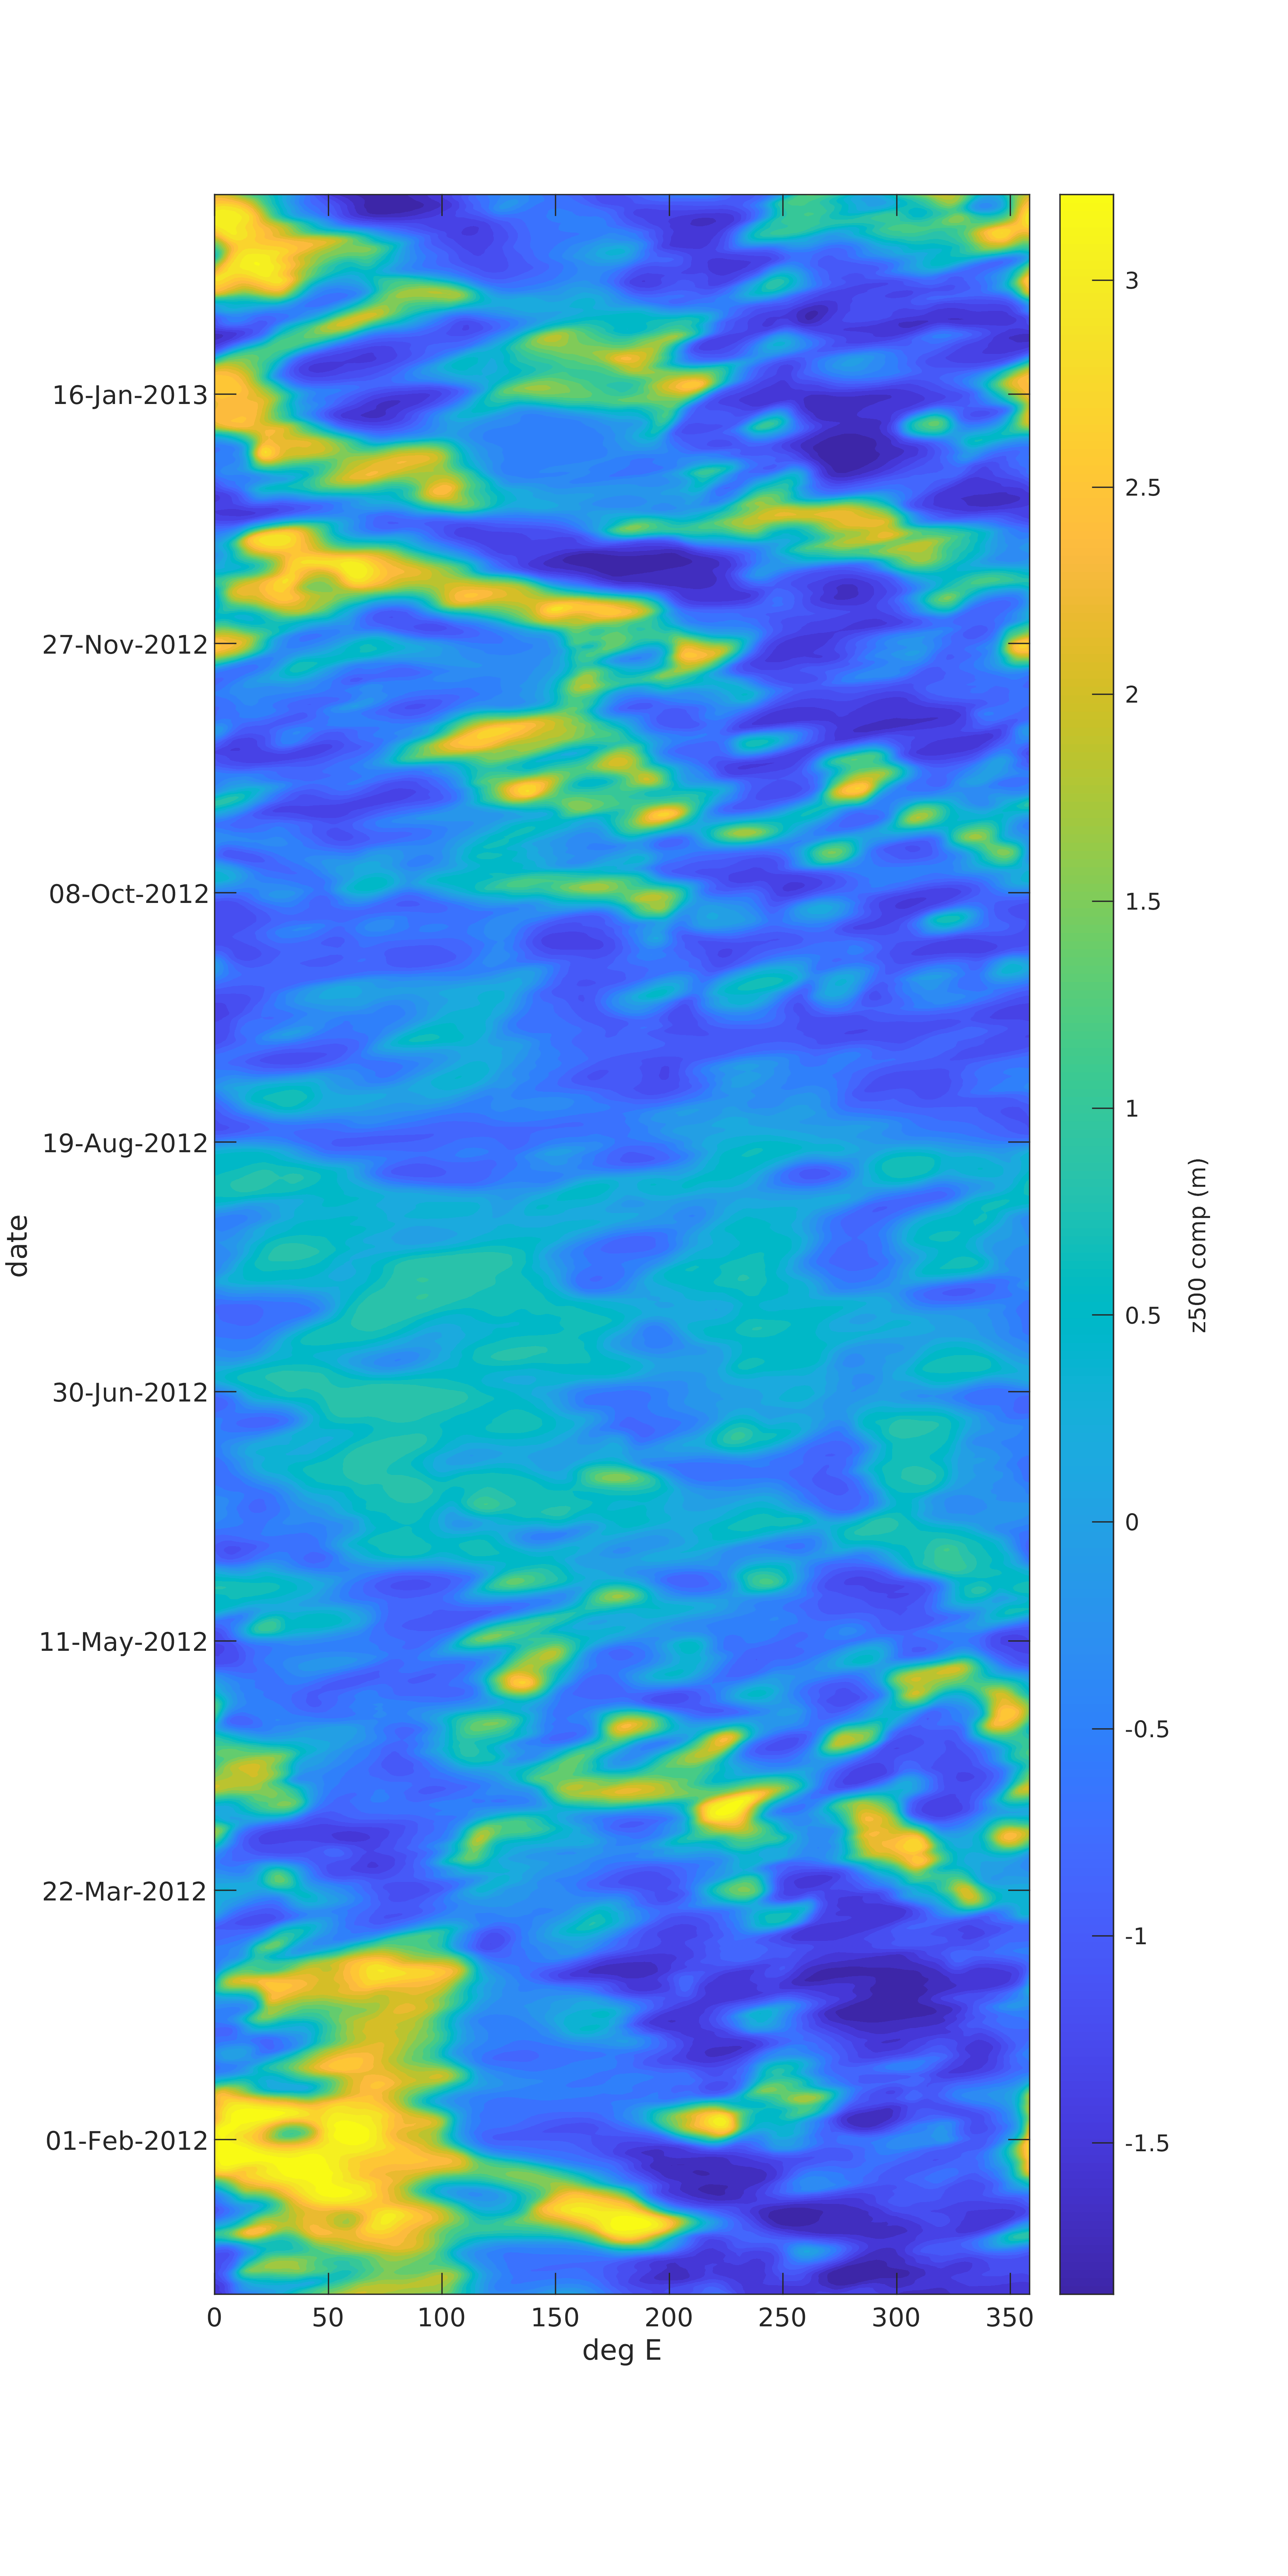 3
16-Jan-2013
2.5
27-Nov-2012
2
08-Oct-2012
1.5
1
19-Aug-2012
z500 comp (m)
date
0.5
30-Jun-2012
0
11-May-2012
-0.5
22-Mar-2012
-1
01-Feb-2012
-1.5
0 50 100 150 200 250 300 350
deg E